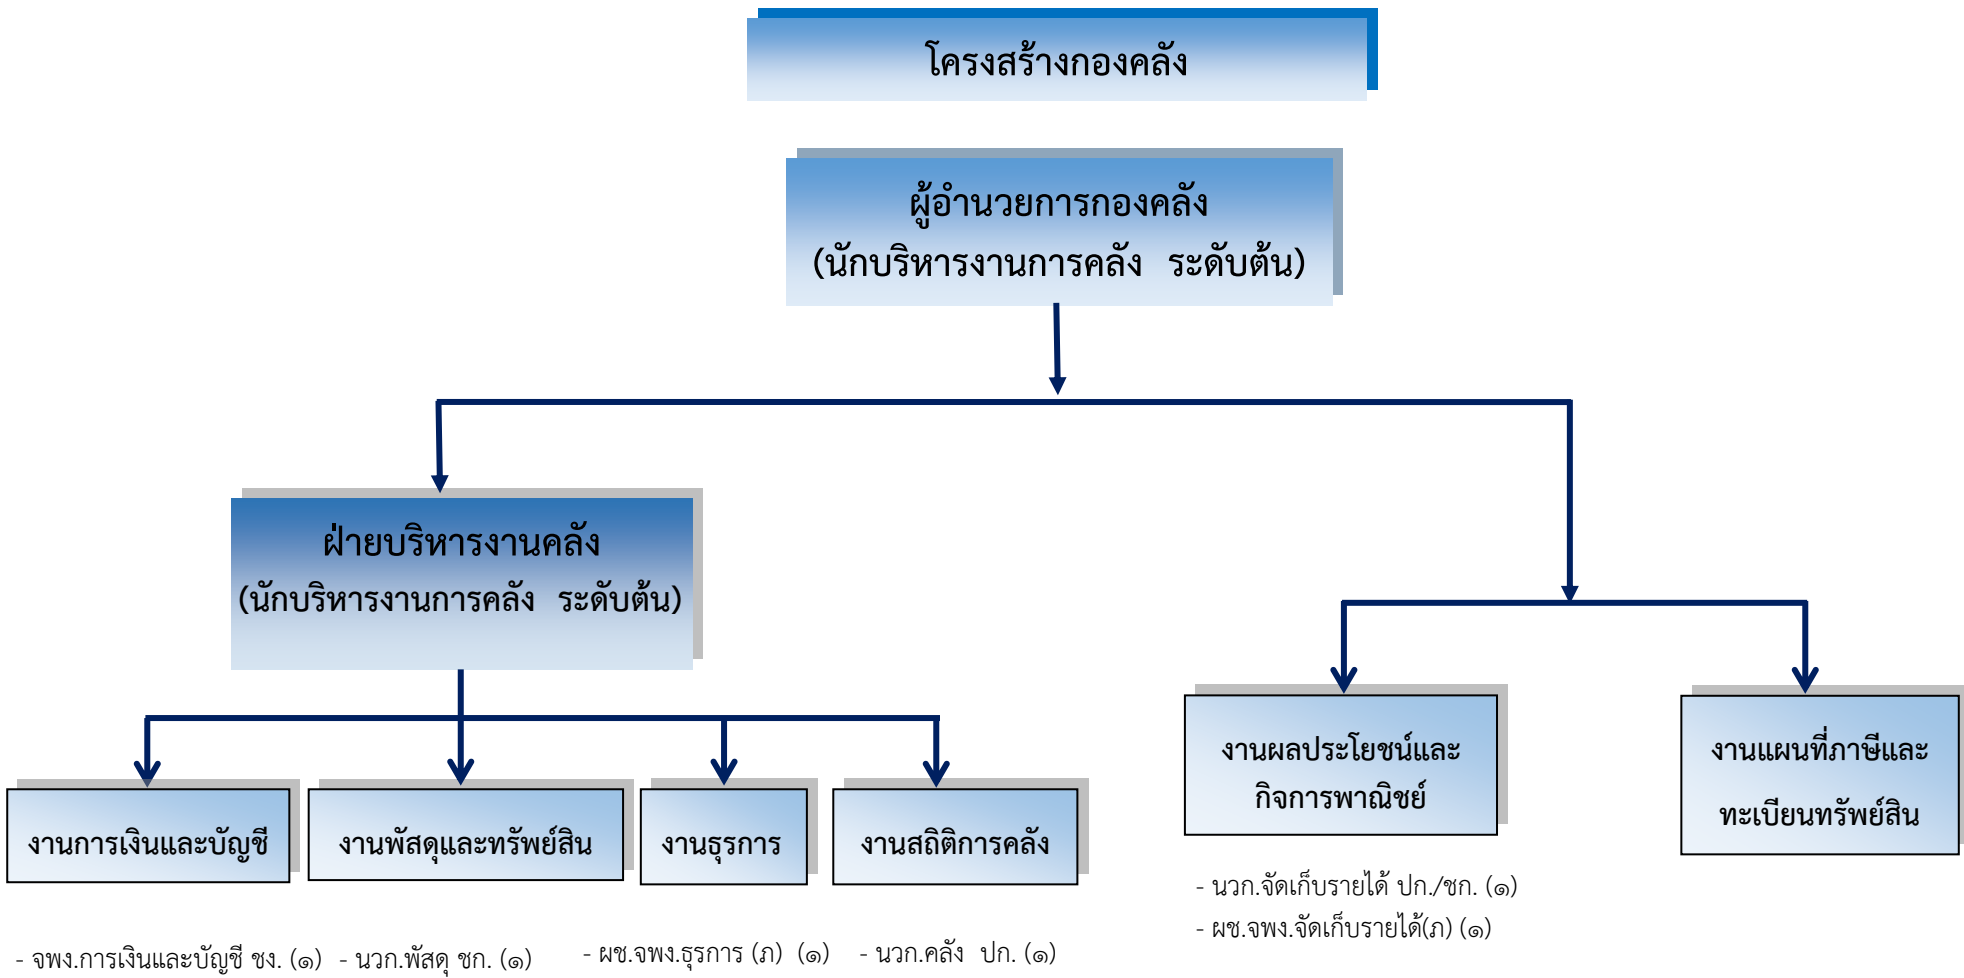 โครงสร้างกองคลัง
ผู้อำนวยการกองคลัง
(นักบริหารงานการคลัง ระดับต้น)
ฝ่ายบริหารงานคลัง
(นักบริหารงานการคลัง ระดับต้น)
งานการเงินและบัญชี
งานพัสดุและทรัพย์สิน
งานธุรการ
งานสถิติการคลัง
งานผลประโยชน์และ
กิจการพาณิชย์
งานแผนที่ภาษีและ
ทะเบียนทรัพย์สิน
- จพง.การเงินและบัญชี ชง. (๑)
- นวก.พัสดุ ชก. (๑)
- ผช.จพง.ธุรการ (ภ) (๑)
- นวก.คลัง ปก. (๑)
- นวก.จัดเก็บรายได้ ปก./ชก. (๑)
- ผช.จพง.จัดเก็บรายได้(ภ) (๑)